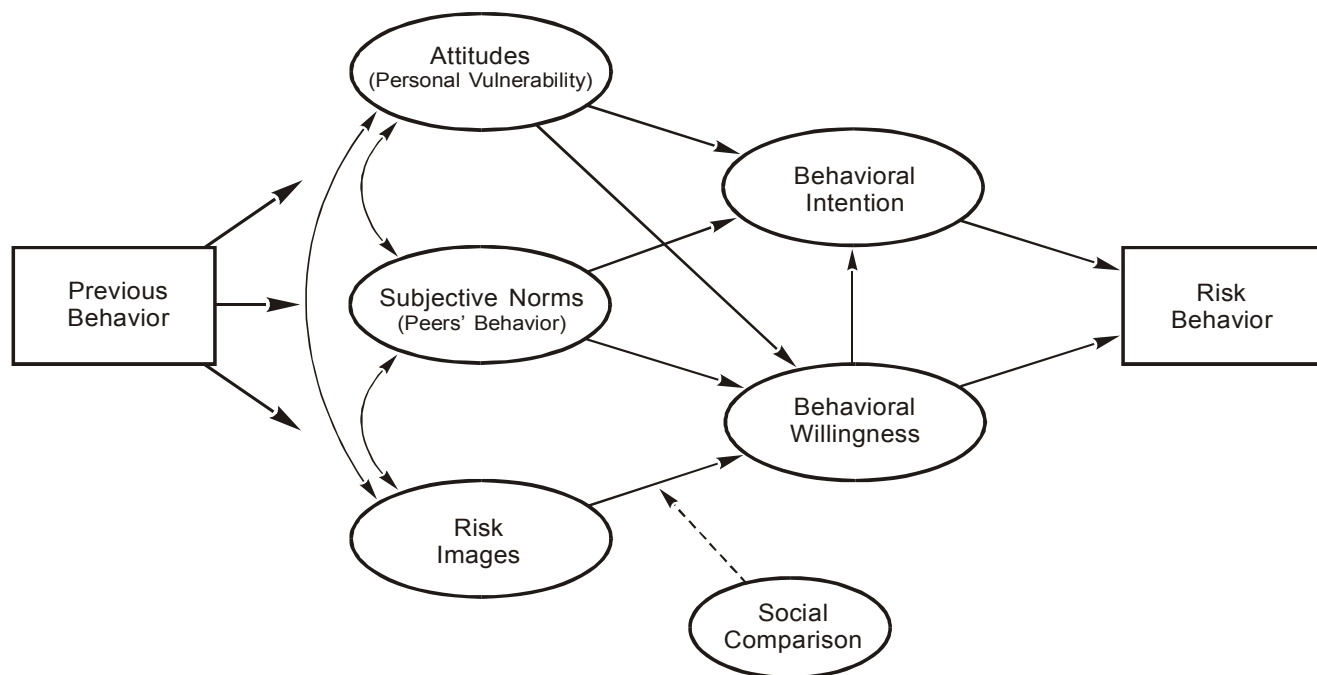 Attitudes
(Personal Vulnerability)
Behavioral
Intention
Previous
Behavior
Subjective Norms
(Peers’ Behavior)
Risk
Behavior
Behavioral
Willingness
Risk
Images
Social
Comparison